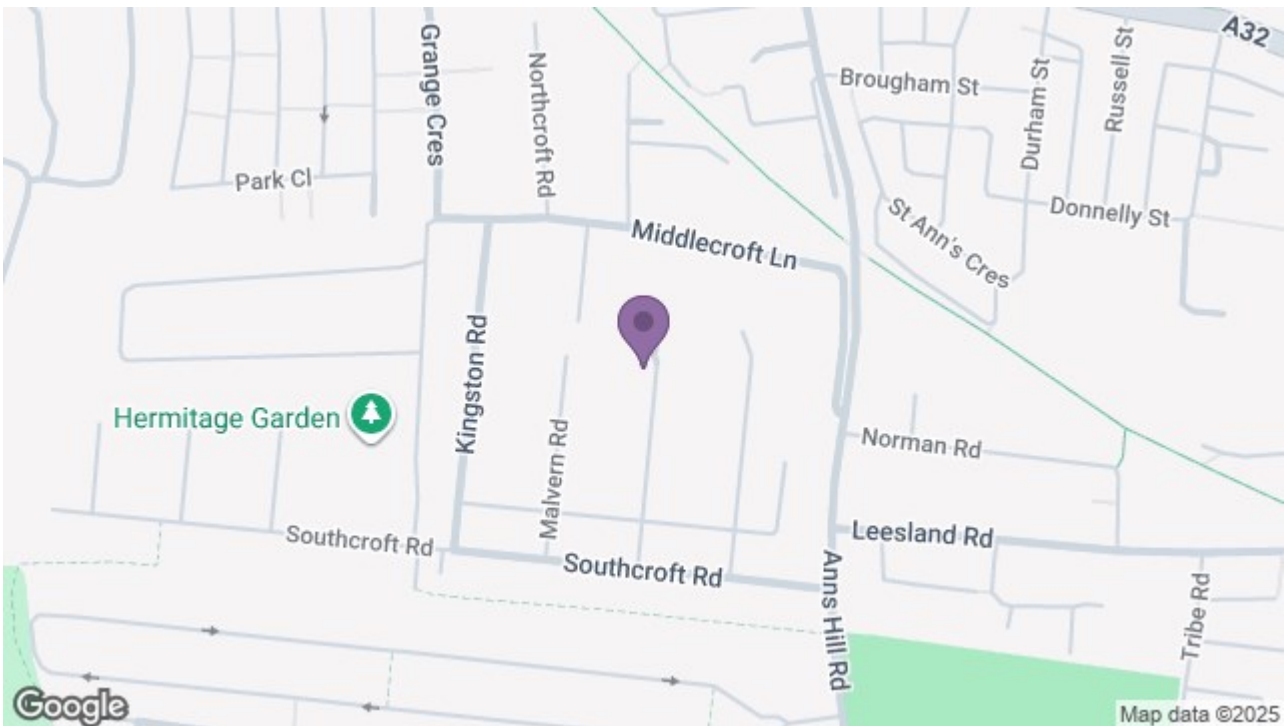 A32
Grange Cres
Northcroft Rd
Brougham St
Durham St
Russell St
Park Cl
St Ann's Cres
Donnelly St
Middlecroft Ln
Kingston Rd
Hermitage Garden
Malvern Rd
Norman Rd
Southcroft Rd
Southcroft Rd
Leesland Rd
Anns Hill Rd
Tribe Rd
Google
Map data ©2025